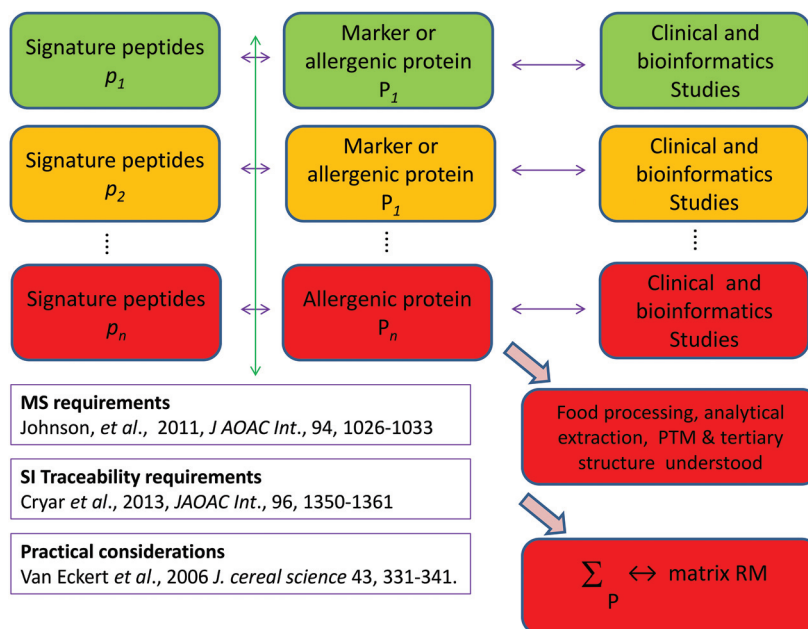 Signature peptides
p1
Marker or
allergenic protein
P1
Clinical and
bioinformatics
Studies
Signature peptides
p2
Marker or
allergenic protein
P1
Clinical and
bioinformatics
Studies
Signature peptides
pn
Allergenic protein
Pn
Clinical and
bioinformatics
Studies
MS requirements
Johnson, et al., 2011, J AOAC Int., 94, 1026-1033
SI Traceability requirements
Cryar et al., 2013, JAOAC Int., 96, 1350-1361
Practical considerations
Van Eckert et al., 2006 J. cereal science 43, 331-341.
Food processing, analytical
extraction, PTM & tertiary
structure understood
∑P ↔ matrix RM